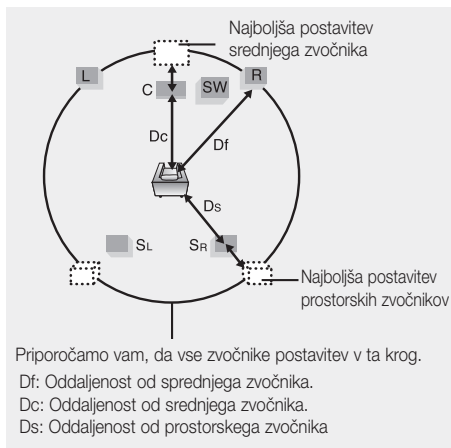 Najboljša postavitev
srednjega zvočnika
L
R
C
SW
Dc
Df
Ds
SL
SR
Najboljša postavitev
prostorskih zvočnikov
Priporočamo vam, da vse zvočnike postavitev v ta krog.
Df: Oddaljenost od sprednjega zvočnika.
Dc: Oddaljenost od srednjega zvočnika.
Ds: Oddaljenost od prostorskega zvočnika